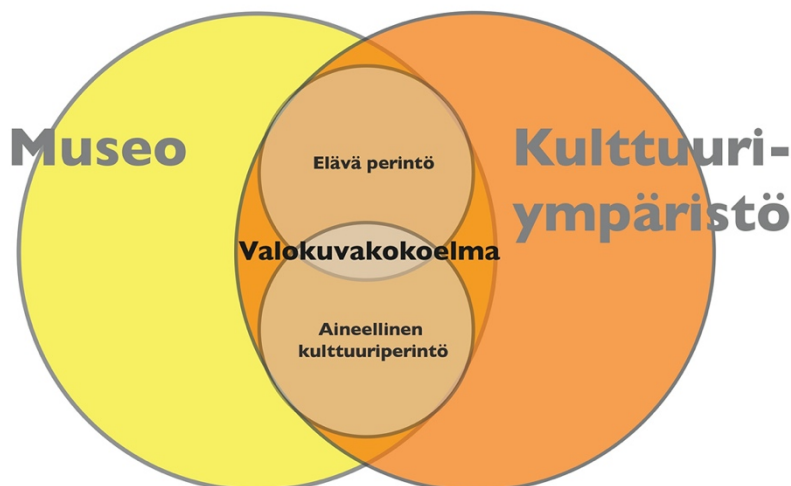 Museo
Kulttuuri-
ympäristö
Elävä perintö
Valokuvakokoelma
Aineellinen
kulttuuriperintö